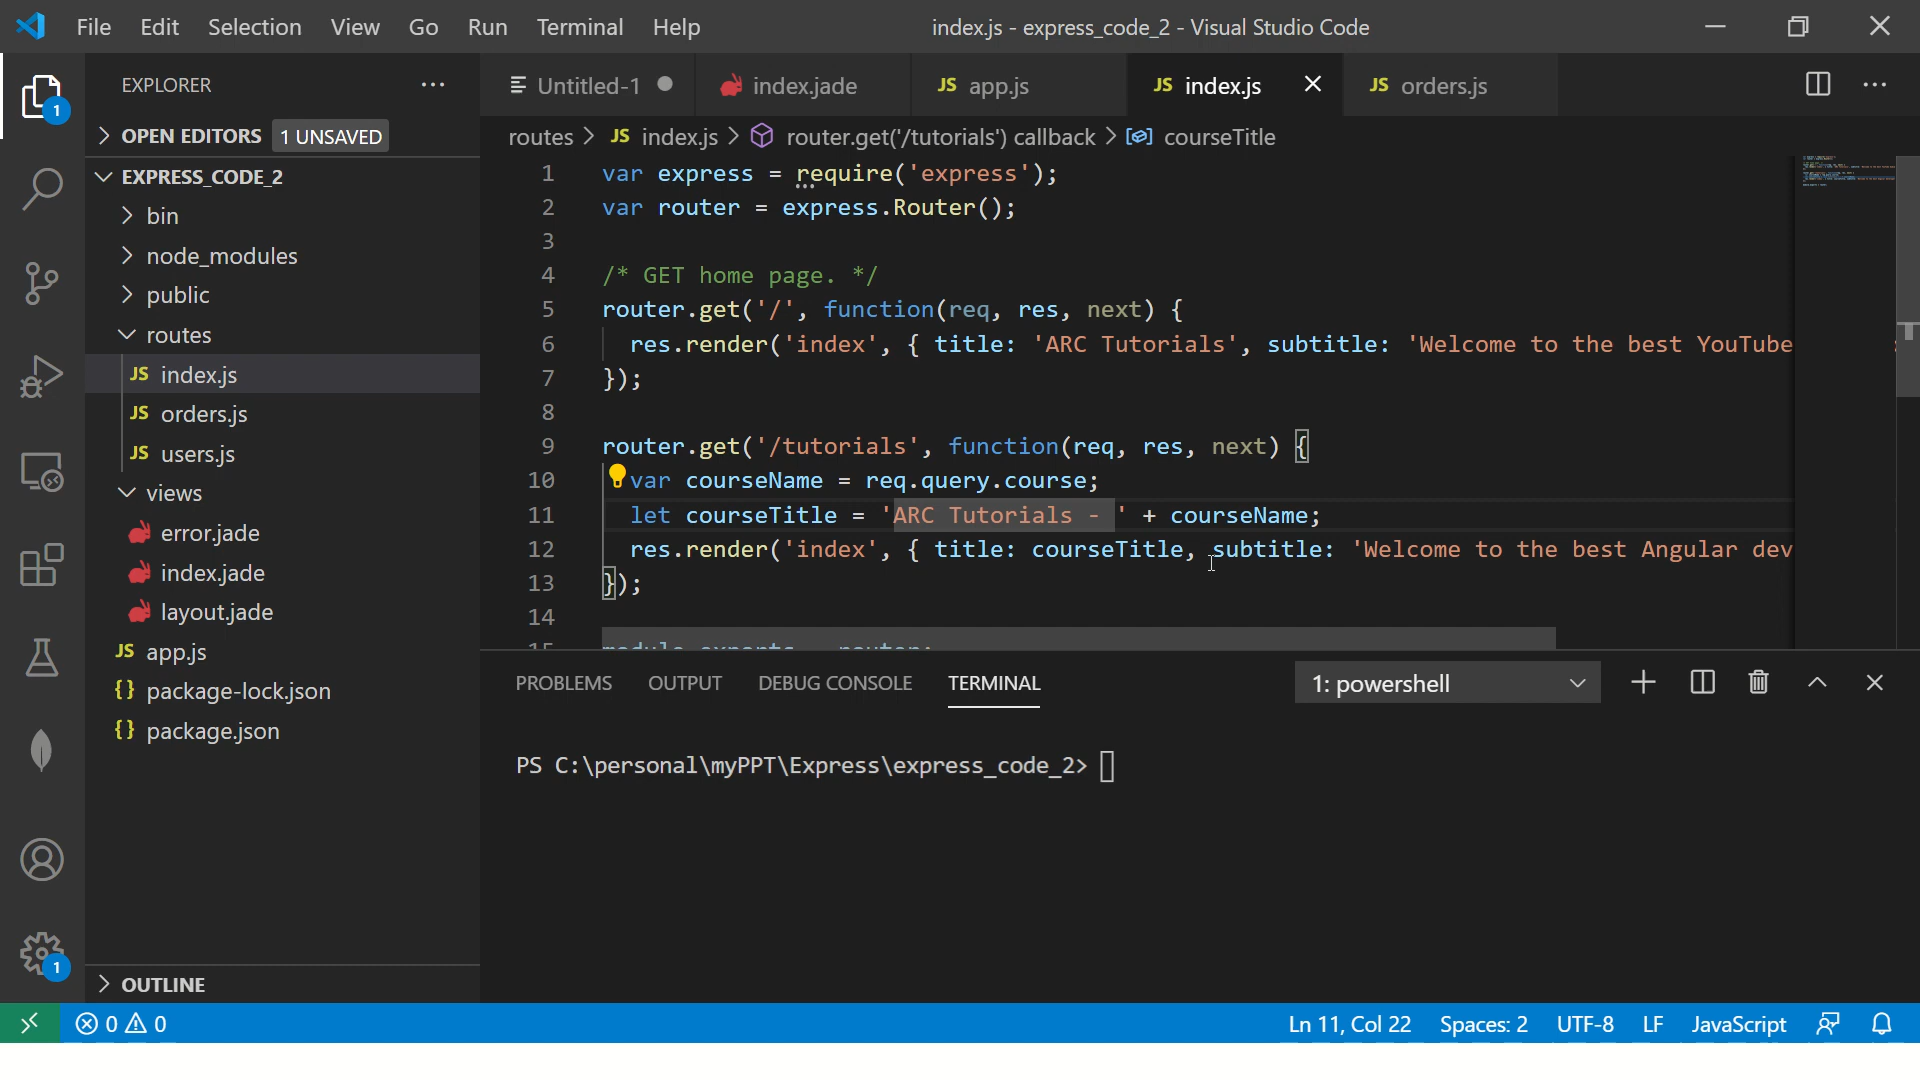 File Edit Selection View Go Run Terminal Help index.js - express_code_2 - Visual Studio Code
EXPLORER
1
OPEN EDITORS 1 UNSAVED
EXPRESS_CODE_2
bin
node_modules
public
routes
JS index.js
JS orders.js
JS users.js
views
error.jade
index.jade
layout.jade
JS app.js
{} package-lock.json
{} package.json
OUTLINE
1
Untitled-1 index.jade JS app.js JS index.js JS orders.js
routes > JS index.js > router.get('/tutorials') callback > courseTitle
1 var express = require('express');
2 var router = express.Router();
3
4 /* GET home page. */
5 router.get('/', function(req, res, next) {
6 res.render('index', { title: 'ARC Tutorials', subtitle: 'Welcome to the best YouTube
7 });
8
9 router.get('/tutorials', function(req, res, next) {
10 var courseName = req.query.course;
11 let courseTitle = 'ARC Tutorials - ' + courseName;
12 res.render('index', { title: courseTitle, subtitle: 'Welcome to the best Angular dev
13 });
14
15 module.exports = router;
PROBLEMS OUTPUT DEBUG CONSOLE TERMINAL 1: powershell
PS C:\personal\myPPT\Express\express_code_2>
0 0 Ln 11, Col 22 Spaces: 2 UTF-8 LF JavaScript